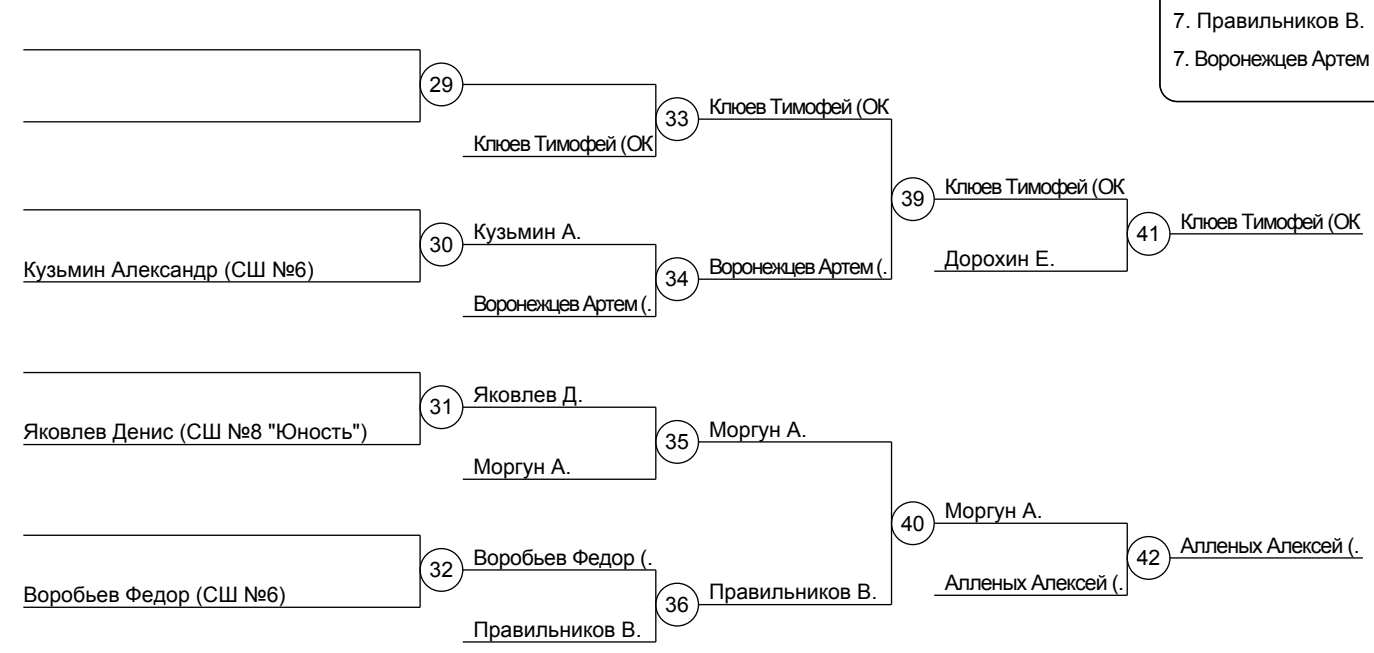 7. Правильников В.
7. Воронежцев Артем
29
33
Клюев Тимофей (ОК
Клюев Тимофей (ОК
39
Клюев Тимофей (ОК
30
Кузьмин А.
41
Клюев Тимофей (ОК
Кузьмин Александр (СШ №6)
34
Воронежцев Артем (.
Дорохин Е.
Воронежцев Артем (.
31
Яковлев Д.
Яковлев Денис (СШ №8 "Юность")
35
Моргун А.
Моргун А.
40
Моргун А.
32
Воробьев Федор (.
42
Алленых Алексей (.
Воробьев Федор (СШ №6)
36
Правильников В.
Алленых Алексей (.
Правильников В.